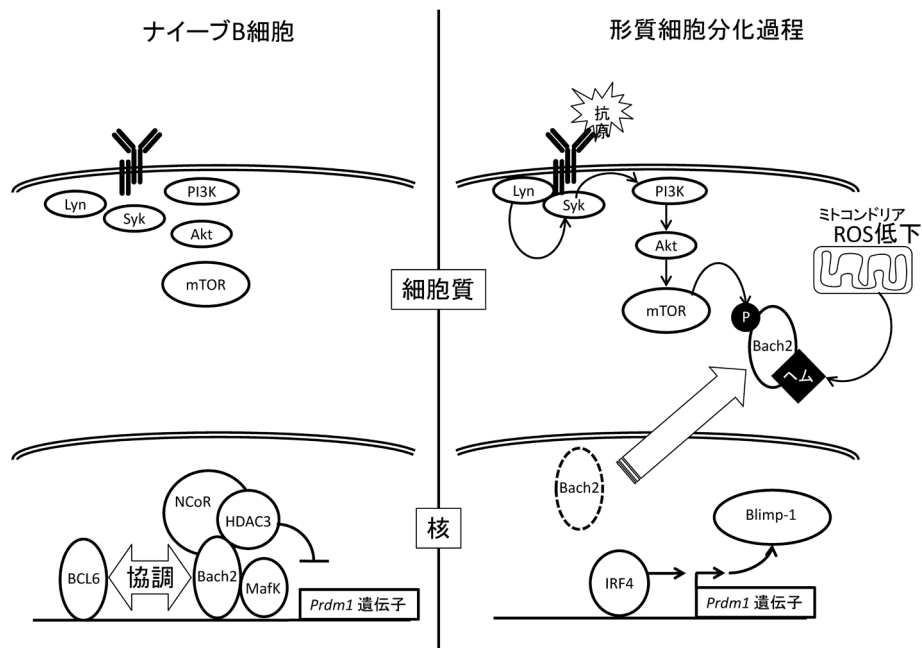 ナイーブB細胞
形質細胞分化過程
Lyn
Syk
PI3K
Akt
mTOR
抗
原
Lyn
Syk
PI3K
Akt
mTOR
P
Bach2
ヘム
ミトコンドリア
ROS低下
細胞質
NCoR
HDAC3
BCL6
協調
Bach2
MafK
Prdm1 遺伝子
核
Bach2
Blimp-1
IRF4
Prdm1 遺伝子